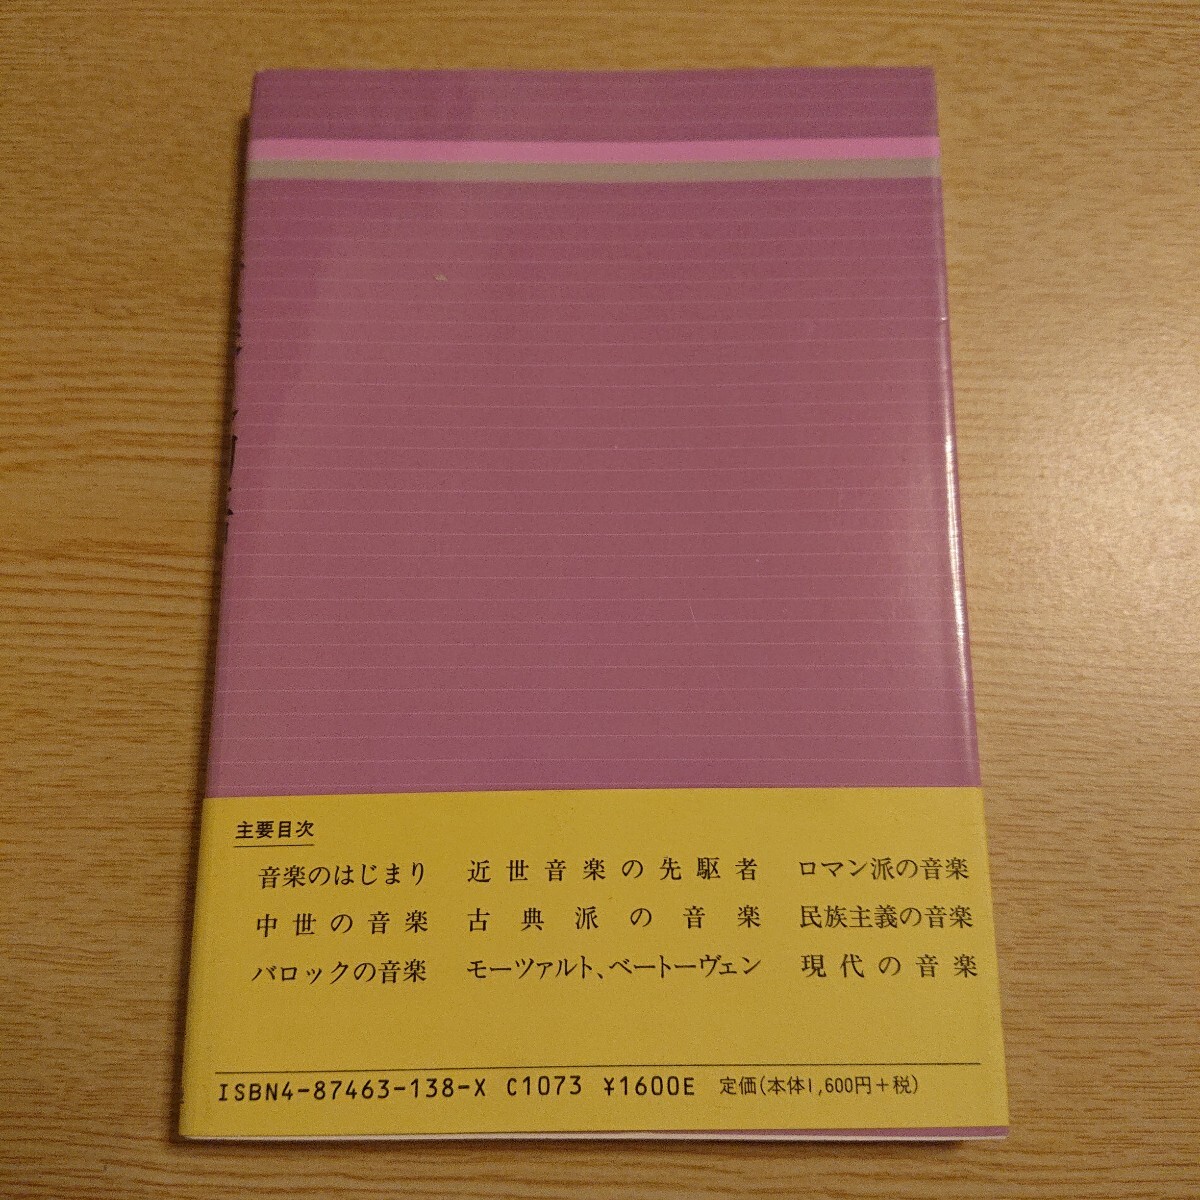 主要目次
音楽のはじまり 近世音楽の先駆者 ロマン派の音楽
中世の音楽 古典派の音楽 民族主義の音楽
バロックの音楽 モーツァルト、ベートーヴェン 現代の音楽
ISBN4-87463-138-X C1073 ¥1600E 定価(本体1,600円+税)